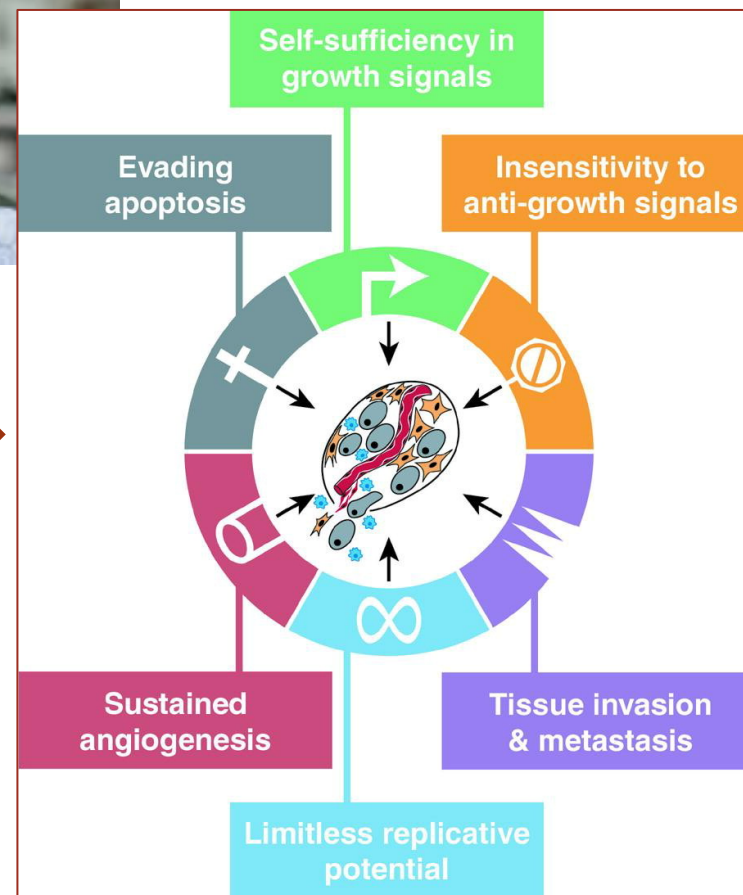 Self-sufficiency in
growth signals
Evading
apoptosis
Insensitivity to
anti-growth signals
Sustained
angiogenesis
Tissue invasion
& metastasis
Limitless replicative
potential